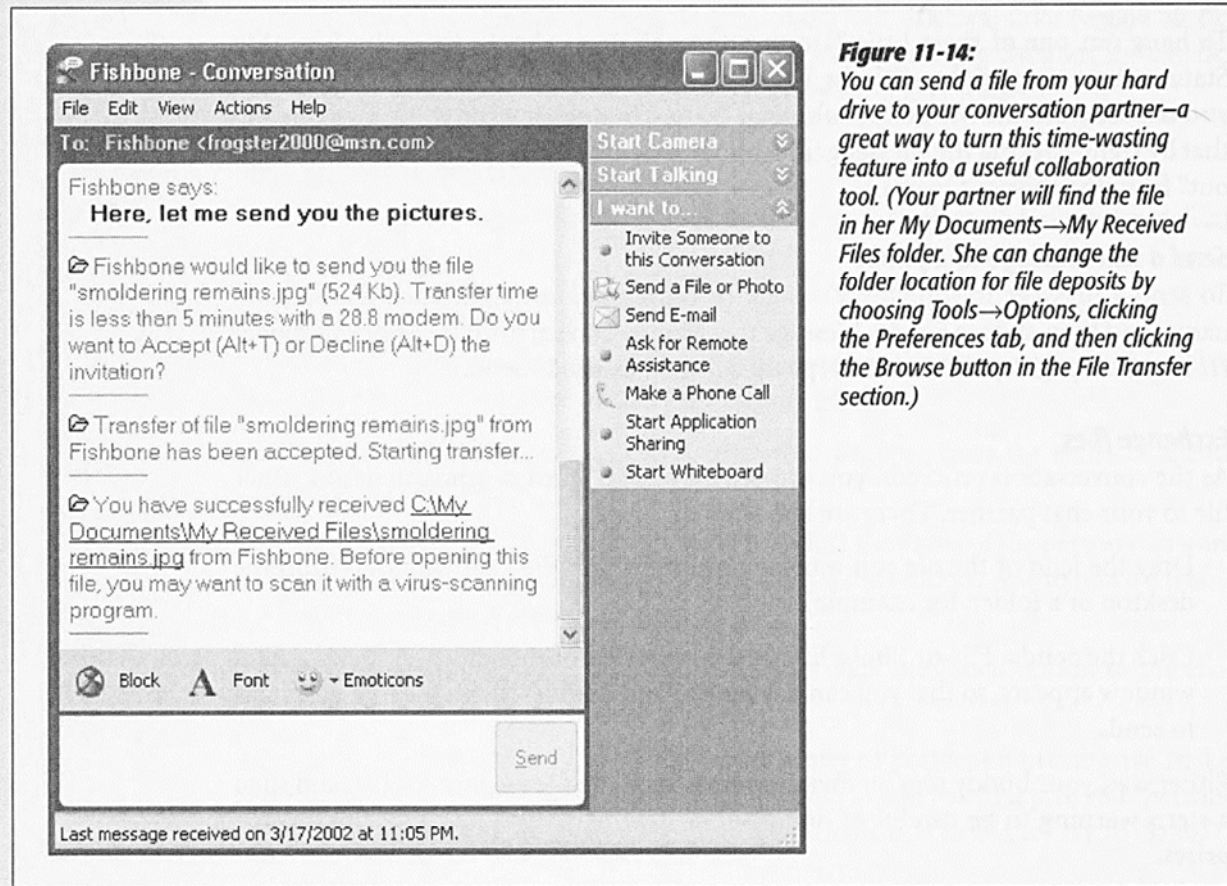 Fishbone - Conversation
File Edit View Actions Help
To: Fishbone <frogster2000@msn.com>
Fishbone says:
Here, let me send you the pictures.
Fishbone would like to send you the file
"smoldering remains.jpg" (524 Kb). Transfer time
is less than 5 minutes with a 28.8 modem. Do you
want to Accept (Alt+T) or Decline (Alt+D) the
invitation?
Transfer of file "smoldering remains.jpg" from
Fishbone has been accepted. Starting transfer...
You have successfully received C:\My
Documents\My Received Files\smoldering
remains.jpg from Fishbone. Before opening this
file, you may want to scan it with a virus-scanning
program.
Block A Font Emoticons
Send
Last message received on 3/17/2002 at 11:05 PM.
Start Camera
Start Talking
I want to...
Invite Someone to
this Conversation
Send a File or Photo
Send E-mail
Ask for Remote
Assistance
Make a Phone Call
Start Application
Sharing
Start Whiteboard
Figure 11-14:
You can send a file from your hard
drive to your conversation partner—a
great way to turn this time-wasting
feature into a useful collaboration
tool. (Your partner will find the file
in her My Documents→My Received
Files folder. She can change the
folder location for file deposits by
choosing Tools→Options, clicking
the Preferences tab, and then clicking
the Browse button in the File Transfer
section.)